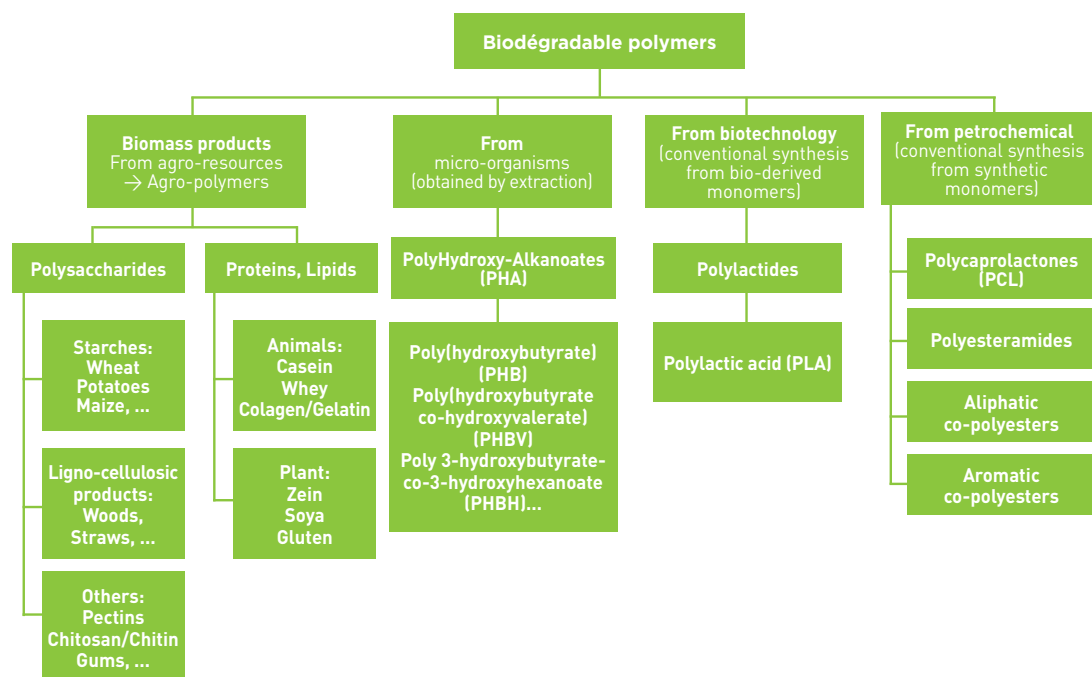 Biodégradable polymers
Biomass products
From agro-resources
→ Agro-polymers
From
micro-organisms
(obtained by extraction)
From biotechnology
(conventional synthesis
from bio-derived
monomers)
From petrochemical
(conventional synthesis
from synthetic
monomers)
Polysaccharides
Proteins, Lipids
PolyHydroxy-Alkanoates
(PHA)
Polylactides
Polycaprolactones
(PCL)
Starches:
Wheat
Potatoes
Maize, ...
Animals:
Casein
Whey
Colagen/Gelatin
Poly(hydroxybutyrate)
(PHB)
Poly(hydroxybutyrate
co-hydroxyvalerate)
(PHBV)
Poly 3-hydroxybutyrate-
co-3-hydroxyhexanoate
(PHBH)...
Polylactic acid (PLA)
Polyesteramides
Aliphatic
co-polyesters
Aromatic
co-polyesters
Ligno-cellulosic
products:
Woods,
Straws, ...
Plant:
Zein
Soya
Gluten
Others:
Pectins
Chitosan/Chitin
Gums, ...